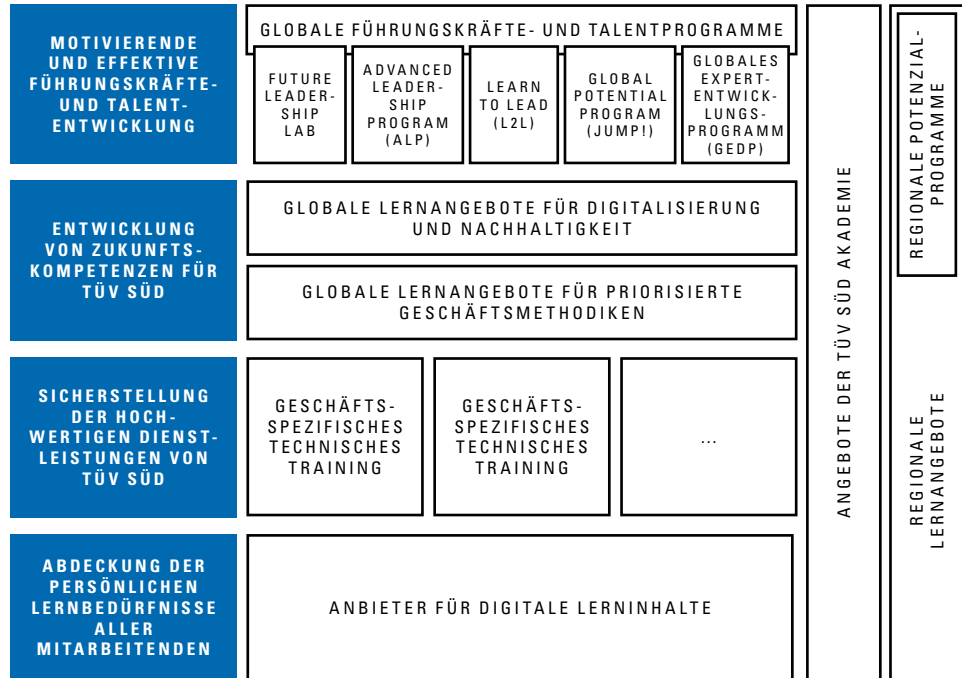 MOTIVIERENDE
UND EFFEKTIVE
FÜHRUNGSKRÄFTE-
UND TALENT-
ENTWICKLUNG
GLOBALE FÜHRUNGSKRÄFTE- UND TALENTPROGRAMME
FUTURE
LEADER-
SHIP
LAB
ADVANCED
LEADER-
SHIP
PROGRAM
(ALP)
LEARN
TO LEAD
(L2L)
GLOBAL
POTENTIAL
PROGRAM
(JUMP!)
GLOBALES
EXPERT-
ENTWICK-
LUNGS-
PROGRAMM
(GEDP)
ENTWICKLUNG
VON ZUKUNFTS-
KOMPETENZEN FÜR
TÜV SÜD
GLOBALE LERNANGEBOTE FÜR DIGITALISIERUNG
UND NACHHALTIGKEIT
GLOBALE LERNANGEBOTE FÜR PRIORISIERTE
GESCHÄFTSMETHODIKEN
SICHERSTELLUNG
DER HOCH-
WERTIGEN DIENST-
LEISTUNGEN VON
TÜV SÜD
GESCHÄFTS-
SPEZIFISCHES
TECHNISCHES
TRAINING
GESCHÄFTS-
SPEZIFISCHES
TECHNISCHES
TRAINING
...
ABDECKUNG DER
PERSÖNLICHEN
LERNBEDÜRFNISSE
ALLER
MITARBEITENDEN
ANBIETER FÜR DIGITALE LERNINHALTE
ANGEBOTE DER TÜV SÜD AKADEMIE
REGIONALE POTENZIAL-
PROGRAMME
REGIONALE
LERNANGEBOTE